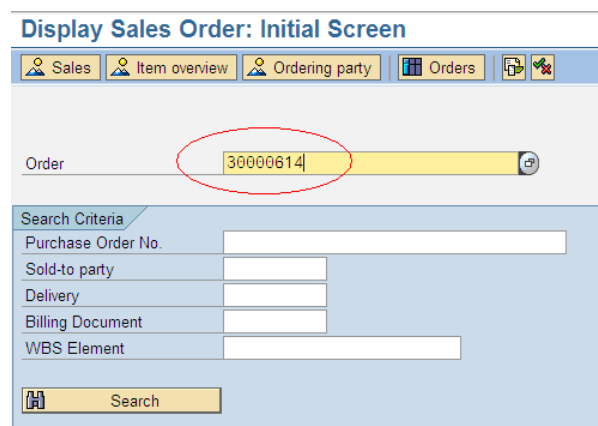 Display Sales Order: Initial Screen
Sales Item overview Ordering party Orders
Order 30000614
Search Criteria
Purchase Order No.
Sold-to party
Delivery
Billing Document
WBS Element
Search